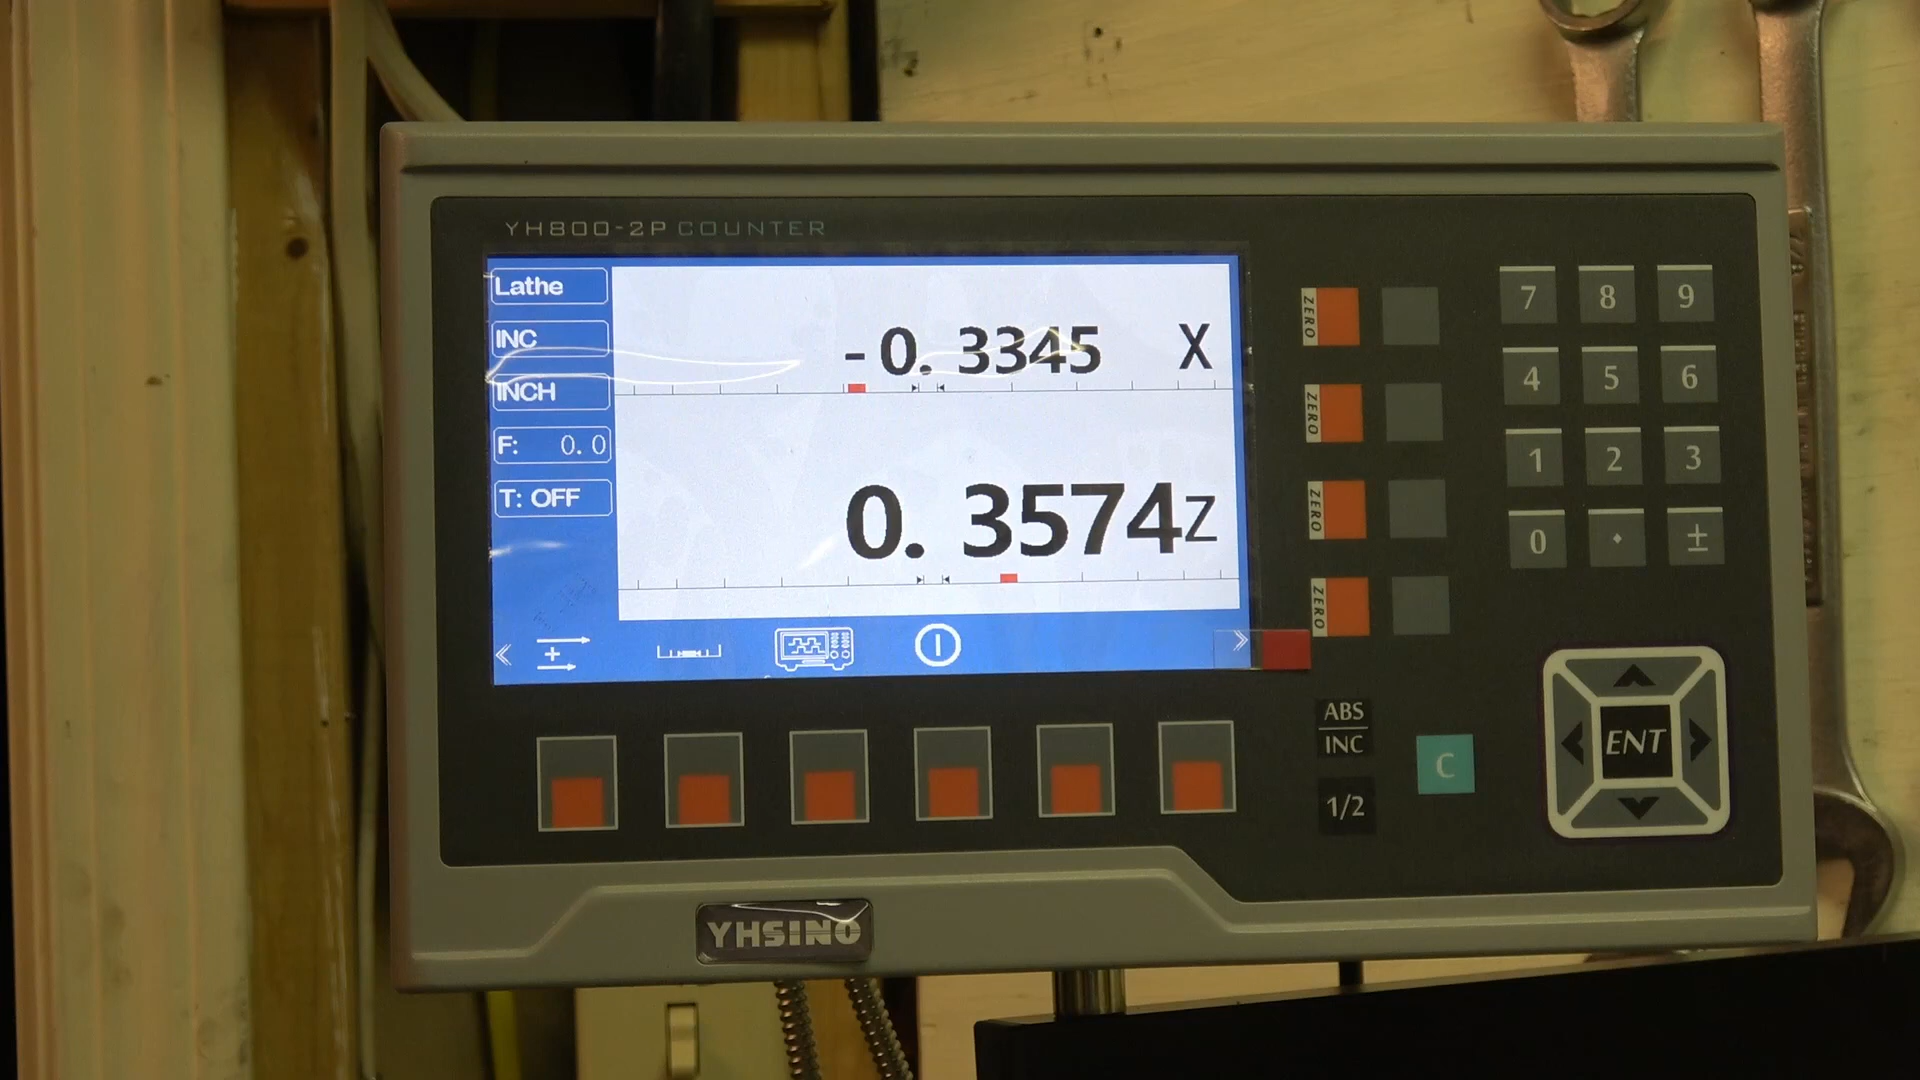 YH800-2P COUNTER
Lathe
INC
INCH
F: 0.0
T: OFF
-0.3345 X
0.3574 Z
ZERO
ZERO
ZERO
ZERO
7 8 9
4 5 6
1 2 3
0 . ±
ABS
INC
1/2
C
ENT
YHSINO